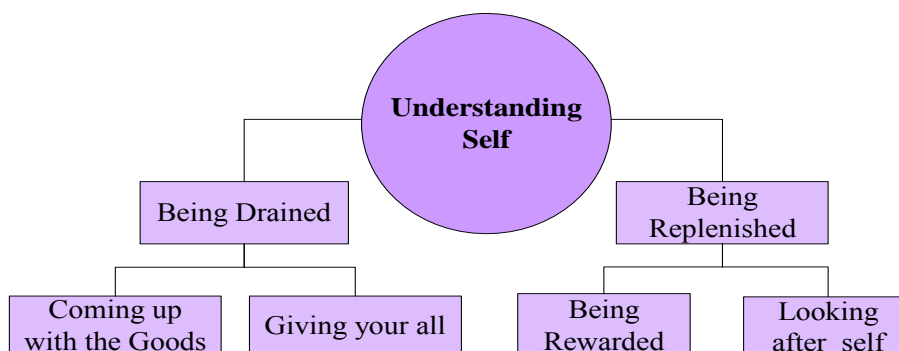 Understanding
Self
Being Drained
Being
Replenished
Coming up
with the Goods
Giving your all
Being
Rewarded
Looking
after self